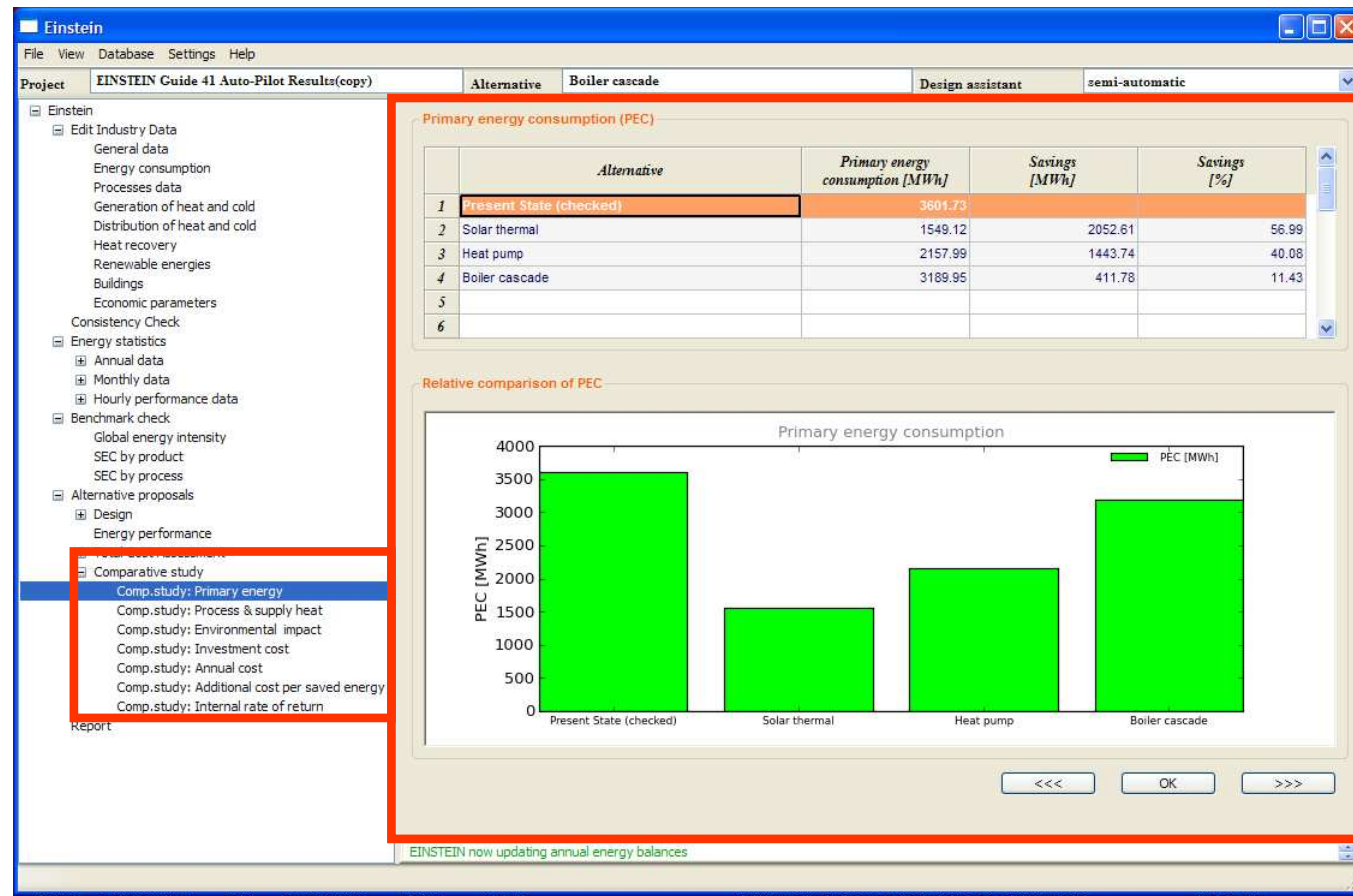 Einstein
File View Database Settings Help
Project EINSTEIN Guide 41 Auto-Pilot Results(copy) Alternative Boiler cascade Design assistant semi-automatic
Einstein
Edit Industry Data
General data
Energy consumption
Processes data
Generation of heat and cold
Distribution of heat and cold
Heat recovery
Renewable energies
Buildings
Economic parameters
Consistency Check
Energy statistics
Annual data
Monthly data
Hourly performance data
Benchmark check
Global energy intensity
SEC by product
SEC by process
Alternative proposals
Design
Energy performance
Comparative study
Comp.study: Primary energy
Comp.study: Process & supply heat
Comp.study: Environmental impact
Comp.study: Investment cost
Comp.study: Annual cost
Comp.study: Additional cost per saved energy
Comp.study: Internal rate of return
Report
Primary energy consumption (PEC)
Alternative Primary energy consumption [MWh] Savings [MWh] Savings [%]
1 Present State (checked) 3601.73
2 Solar thermal 1549.12 2052.61 56.99
3 Heat pump 2157.99 1443.74 40.08
4 Boiler cascade 3189.95 411.78 11.43
5
6
Relative comparison of PEC
Primary energy consumption
PEC [MWh]
PEC [MWh]
4000
3500
3000
2500
2000
1500
1000
500
0
Present State (checked) Solar thermal Heat pump Boiler cascade
<<< OK >>>
EINSTEIN now updating annual energy balances